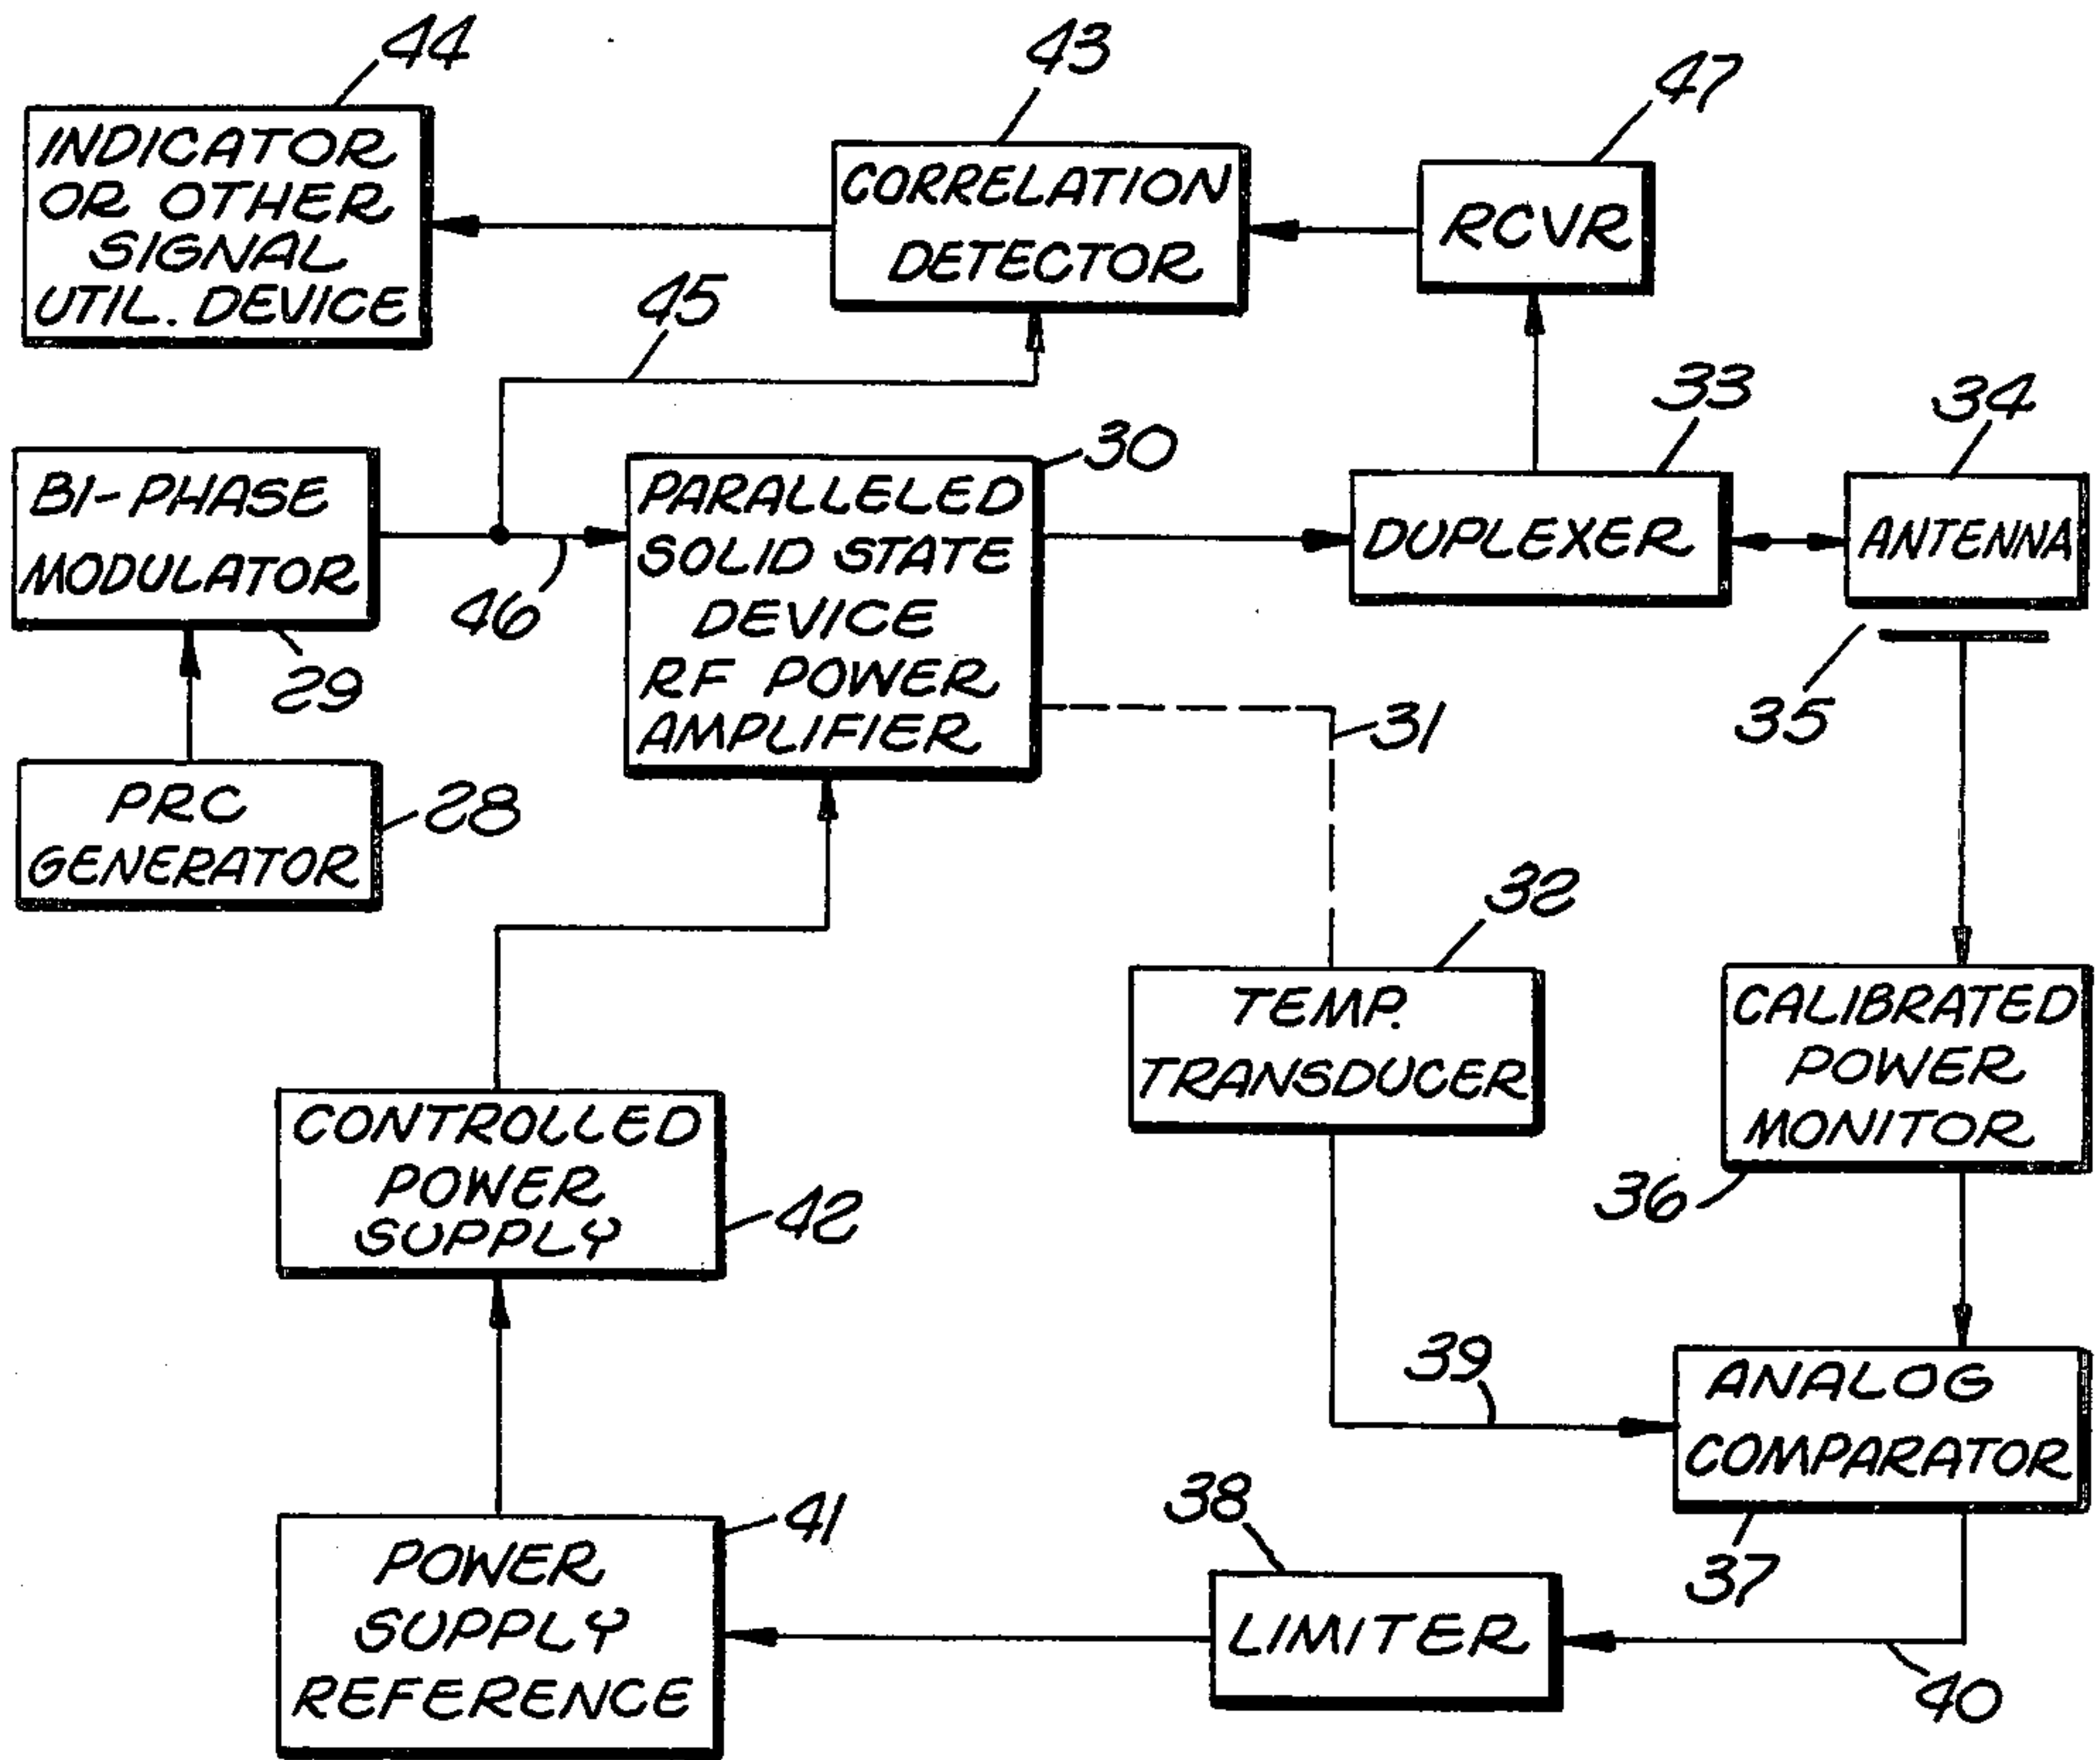 44
INDICATOR
OR OTHER
SIGNAL
UTIL. DEVICE
43
CORRELATION
DETECTOR
47
RCVR
45
BI-PHASE
MODULATOR
29
46
30
PARALLELED
SOLID STATE
DEVICE
RF POWER
AMPLIFIER
33
DUPLEXER
34
ANTENNA
35
31
PRC
GENERATOR
28
32
TEMP.
TRANSDUCER
CALIBRATED
POWER
MONITOR
36
CONTROLLED
POWER
SUPPLY
42
39
ANALOG
COMPARATOR
37
41
POWER
SUPPLY
REFERENCE
38
LIMITER
40